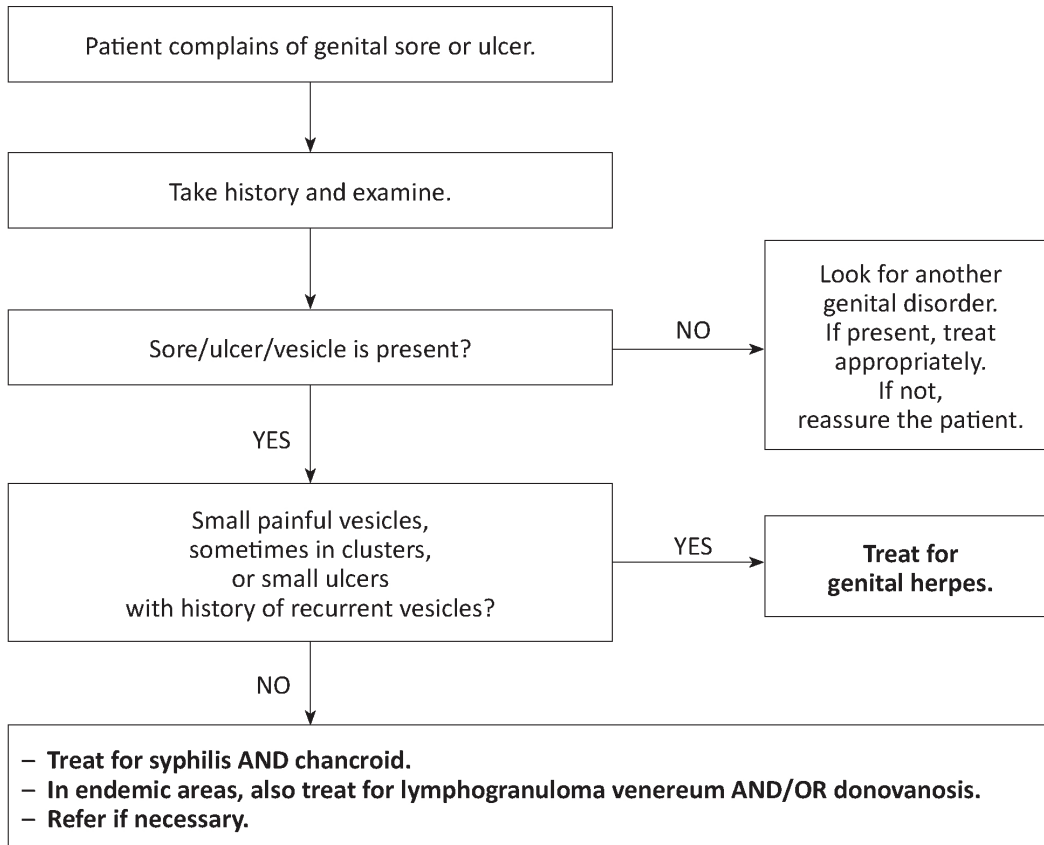 Patient complains of genital sore or ulcer.
Take history and examine.
Sore/ulcer/vesicle is present?
NO
Look for another
genital disorder.
If present, treat
appropriately.
If not,
reassure the patient.
YES
Small painful vesicles,
sometimes in clusters,
or small ulcers
with history of recurrent vesicles?
YES
Treat for
genital herpes.
NO
– Treat for syphilis AND chancroid.
– In endemic areas, also treat for lymphogranuloma venereum AND/OR donovanosis.
– Refer if necessary.